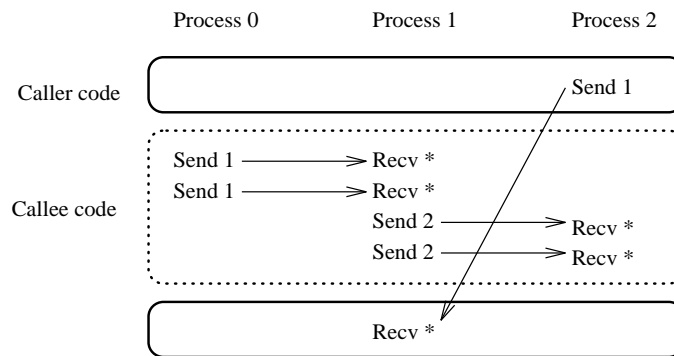 Process 0 Process 1 Process 2
Caller code
Send 1
Send 1 Recv *
Send 1 Recv *
Callee code
Send 2 Recv *
Send 2 Recv *
Recv *